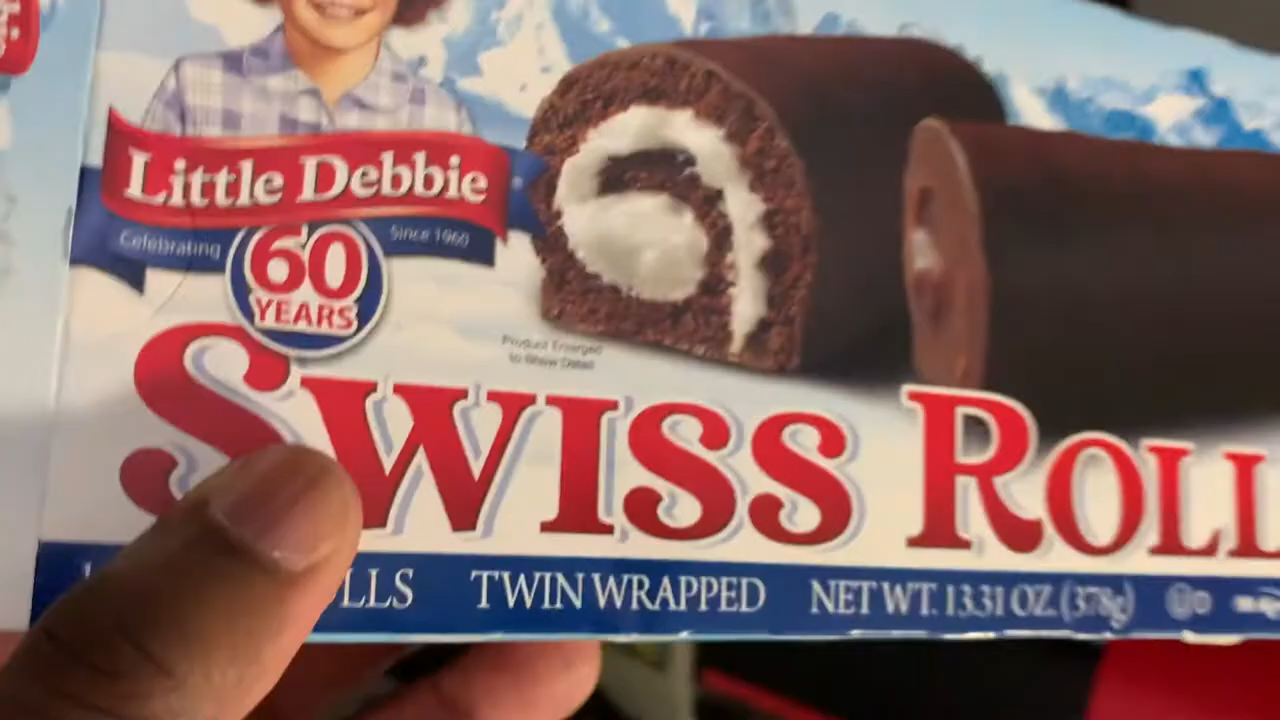 Little Debbie
Celebrating
Since 1960
60
YEARS
Product Enlarged
to Show Detail
SWISS ROLL
LLS TWIN WRAPPED NET WT. 13.31 OZ. (378g)